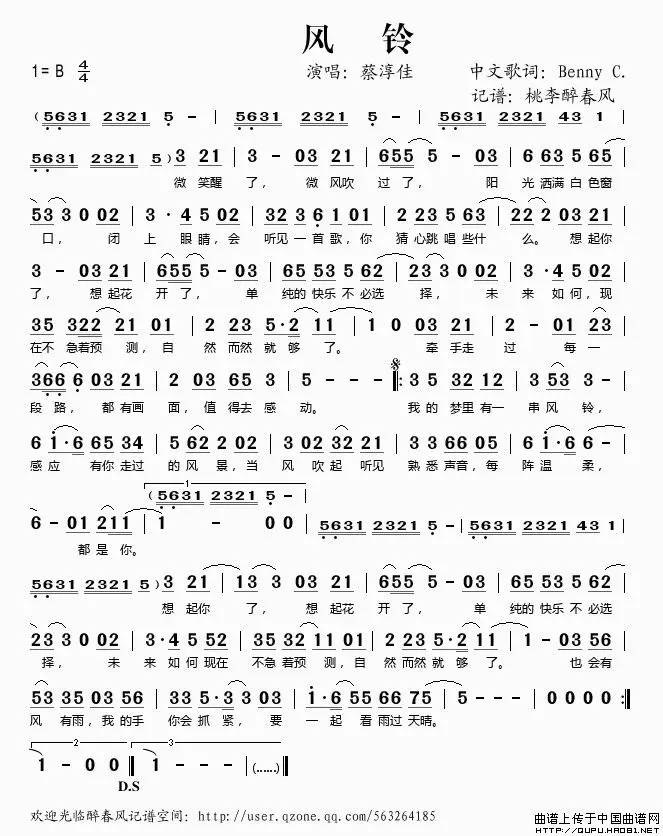 风 铃
1=B 4/4 演唱：蔡淳佳 中文歌词：Benny C.
记谱：桃李醉春风
(5631 2321 5 - | 5631 2321 5 - | 5631 2321 43 1 |
5631 2321 5)3 21 | 3 - 03 21 | 655 5 - 03 | 6 63 5 65 |
微 笑醒 了， 微 风吹 过 了， 阳 光 洒满 白 色窗
53 3 0 02 | 3 · 4 5 02 | 32 3 6 1 01 | 2 223 5 63 | 22 2 03 21 |
口， 闭 上 眼 睛，会 听见 一 首 歌，你 猜 心跳 唱 些什 么。 想 起你
3 - 03 21 | 655 5 - 03 | 65 53 5 62 | 23 3 0 02 | 3 · 4 5 02 |
了， 想 起花 开 了， 单 纯的 快乐 不 必选 择， 未 来 如 何，现
35 322 21 01 | 2 23 5·2 11 | 1 0 03 21 | 2 - 01 23 |
在不 急着预 测，自 然 而然 就 够 了。 牵 手走 过 每 一
366 6 03 21 | 2 03 65 3 | 5 - - - ‖: 3 5 32 12 | 3 53 3 - |
段 路， 都 有画 面，值 得去 感 动。 我 的 梦里 有一 串 风 铃，
6 i·6 65 34 | 5 62 2 02 | 3 02 32 21 | 3 33 66 05 | 6 i·6 6 - |
感 应 有你 走过 的 风 景，当 风 吹 起 听见 熟 悉 声音，每 阵 温 柔，
1
(5631 2321 5 - |
6 - 01 211 | 1 - 0 0 | 5631 2321 5 - | 5631 2321 43 1 |
都 是 你。
5631 2321 5) 3 21 | 13 3 03 21 | 655 5 - 03 | 65 53 5 62 |
想 起你 了， 想 起花 开 了， 单 纯的 快乐 不 必选
23 3 0 02 | 3·4 5 52 | 35 32 11 01 | 2 23 5·2 11 | 1 - 03 56 |
择， 未 来 如 何 现在 不急 着 预 测，自 然 而然 就 够 了。 也 会有
53 35 03 56 | 33 5·3 3 03 | i·6 55 66 75 | 5 - - - | 0 0 0 0 :‖
风 有雨，我 的手 你会 抓 紧， 要 一 起 看 雨过 天晴。
2 3
1 - 0 0 | 1 - - - | (......) ‖
D.S
欢迎光临醉春风记谱空间：http://user.qzone.qq.com/563264185
曲谱上传于中国曲谱网
http://QUPU.HAO81.NET